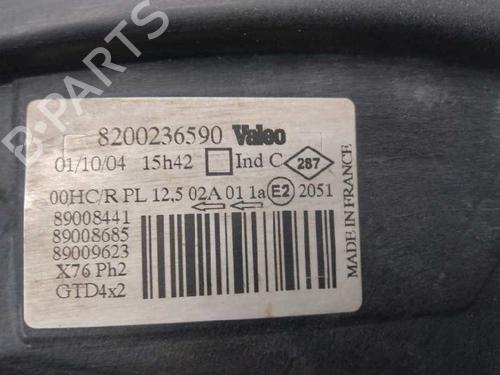 B-PARTS
8200236590 Valeo
01/10/04 15h42 Ind C 287
00HC/R PL 12,5 02A 01 1a E2 2051
89008441
89008685
89009623
X76 Ph2
GTD4x2
MADE IN FRANCE